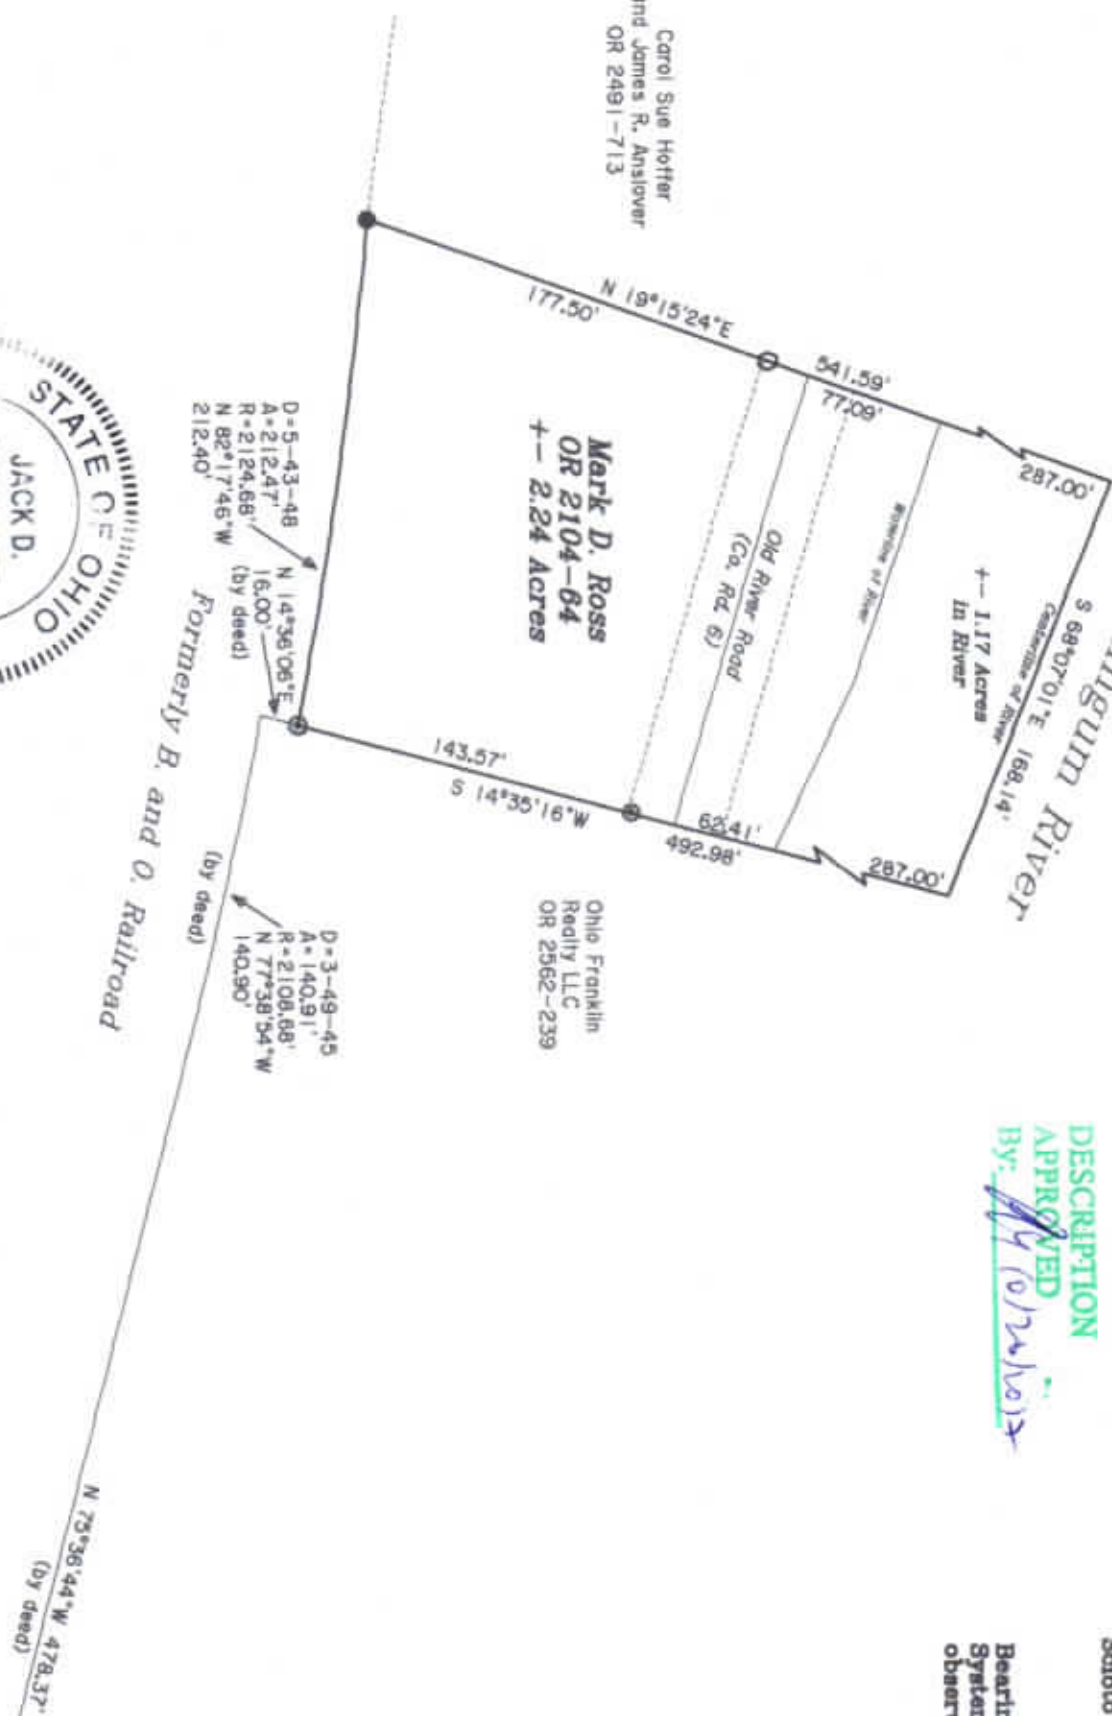 Carol Sue Hoffer
and James R. Anslover
OR 2491-713
N 19°15'24"E
177.50'
541.59'
77.09'
287.00'
River
S 68°07'01"E 168.14'
Centerline of River
+- 1.17 Acres
in River
Waterline of River
Old River Road
(Co. Rd. 6)
Mark D. Ross
OR 2104-64
+- 2.24 Acres
143.57'
S 14°35'16"W
62.41'
492.98'
287.00'
D=5-43-48
A=212.47'
R=2124.68'
N 82°17'46"W
212.40'
N 14°36'06"E
16.00'
(by deed)
Formerly B. and O. Railroad
(by deed)
D=3-49-45
A=140.91'
R=2108.68'
N 77°38'54"W
140.90'
Ohio Franklin
Realty LLC
OR 2562-239
N 75°36'44"W 478.37'
(by deed)
STATE OF OHIO
JACK D.
DESCRIPTION
APPROVED
By: